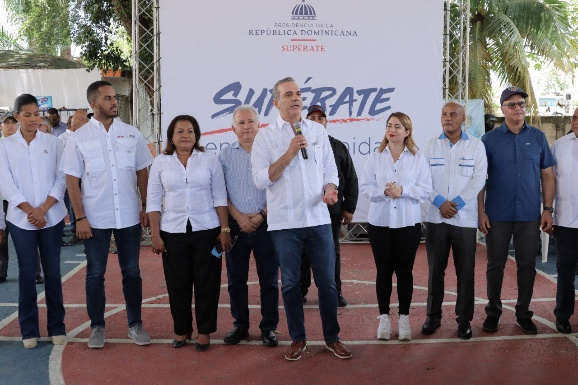 PRESIDENCIA DE LA
REPÚBLICA DOMINICANA
SUPÉRATE
SUPÉRATE